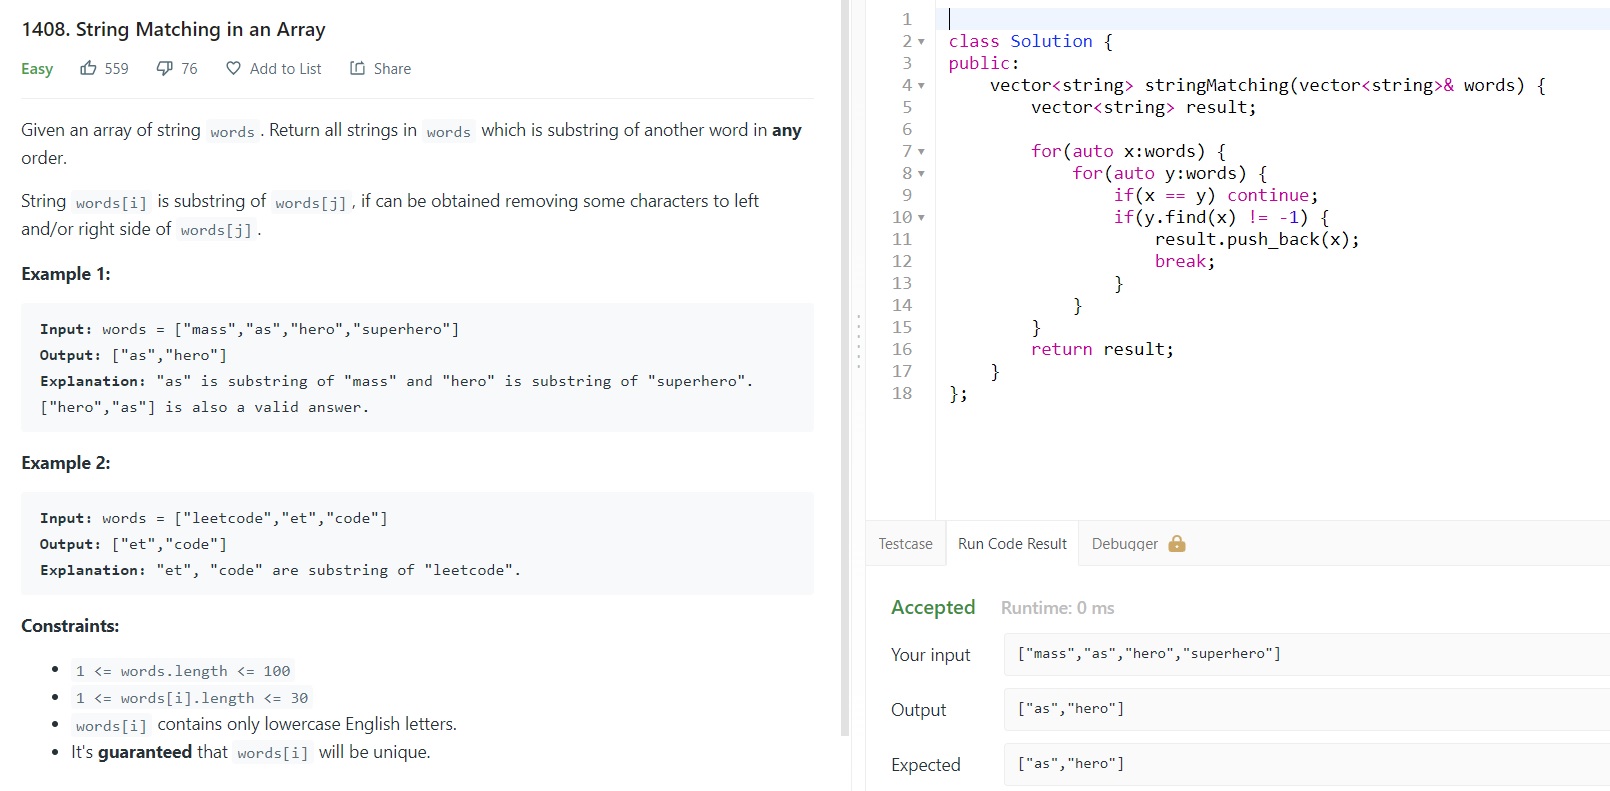 1408. String Matching in an Array
Easy 559 76 Add to List Share
Given an array of string words . Return all strings in words which is substring of another word in any
order.
String words[i] is substring of words[j] , if can be obtained removing some characters to left
and/or right side of words[j] .
Example 1:
Input: words = ["mass","as","hero","superhero"]
Output: ["as","hero"]
Explanation: "as" is substring of "mass" and "hero" is substring of "superhero".
["hero","as"] is also a valid answer.
Example 2:
Input: words = ["leetcode","et","code"]
Output: ["et","code"]
Explanation: "et", "code" are substring of "leetcode".
Constraints:
• 1 <= words.length <= 100
• 1 <= words[i].length <= 30
• words[i] contains only lowercase English letters.
• It's guaranteed that words[i] will be unique.
1
2 class Solution {
3 public:
4     vector<string> stringMatching(vector<string>& words) {
5         vector<string> result;
6
7         for(auto x:words) {
8             for(auto y:words) {
9                 if(x == y) continue;
10                 if(y.find(x) != -1) {
11                     result.push_back(x);
12                     break;
13                 }
14             }
15         }
16         return result;
17     }
18 };
Testcase Run Code Result Debugger
Accepted Runtime: 0 ms
Your input ["mass","as","hero","superhero"]
Output ["as","hero"]
Expected ["as","hero"]